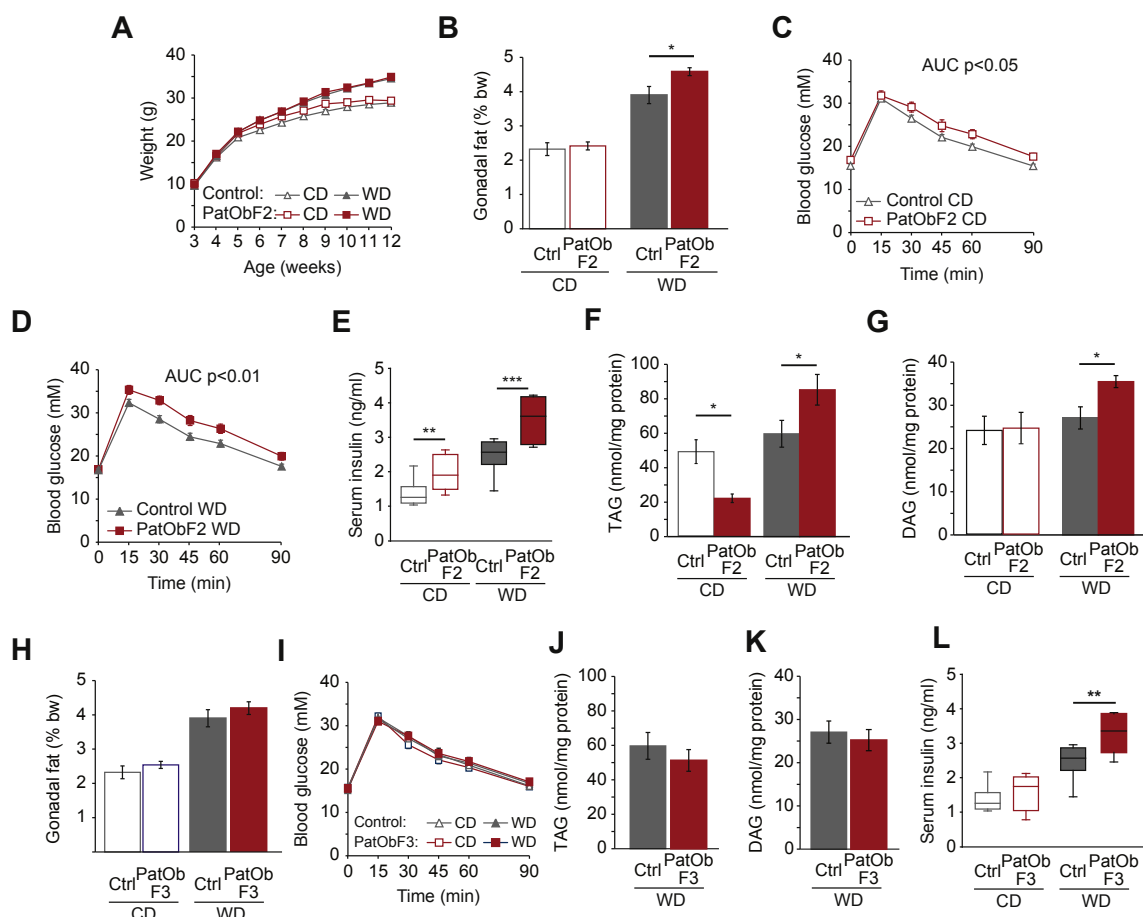 A
Weight (g)
40
30
20
10
0
Control: CD WD
PatObF2: CD WD
3 4 5 6 7 8 9 10 11 12
Age (weeks)
B
Gonadal fat (% bw)
6
4
2
0
*
Ctrl PatOb F2 Ctrl PatOb F2
CD WD
C
Blood glucose (mM)
40
30
20
10
0
AUC p<0.05
Control CD
PatObF2 CD
0 15 30 45 60 90
Time (min)
D
Blood glucose (mM)
40
30
20
10
0
AUC p<0.01
Control WD
PatObF2 WD
0 15 30 45 60 90
Time (min)
E
Serum insulin (ng/ml)
5
4
3
2
1
0
** ***
Ctrl PatOb F2 Ctrl PatOb F2
CD WD
F
TAG (nmol/mg protein)
100
80
60
40
20
0
* *
Ctrl PatOb F2 Ctrl PatOb F2
CD WD
G
DAG (nmol/mg protein)
40
30
20
10
0
*
Ctrl PatOb F2 Ctrl PatOb F2
CD WD
H
Gonadal fat (% bw)
5
4
3
2
1
0
Ctrl PatOb F3 Ctrl PatOb F3
CD WD
I
Blood glucose (mM)
40
30
20
10
0
Control: CD WD
PatObF3: CD WD
0 15 30 45 60 90
Time (min)
J
TAG (nmol/mg protein)
100
80
60
40
20
0
Ctrl PatOb F3
WD
K
DAG (nmol/mg protein)
40
30
20
10
0
Ctrl PatOb F3
WD
L
Serum insulin (ng/ml)
5
4
3
2
1
0
**
Ctrl PatOb F3 Ctrl PatOb F3
CD WD